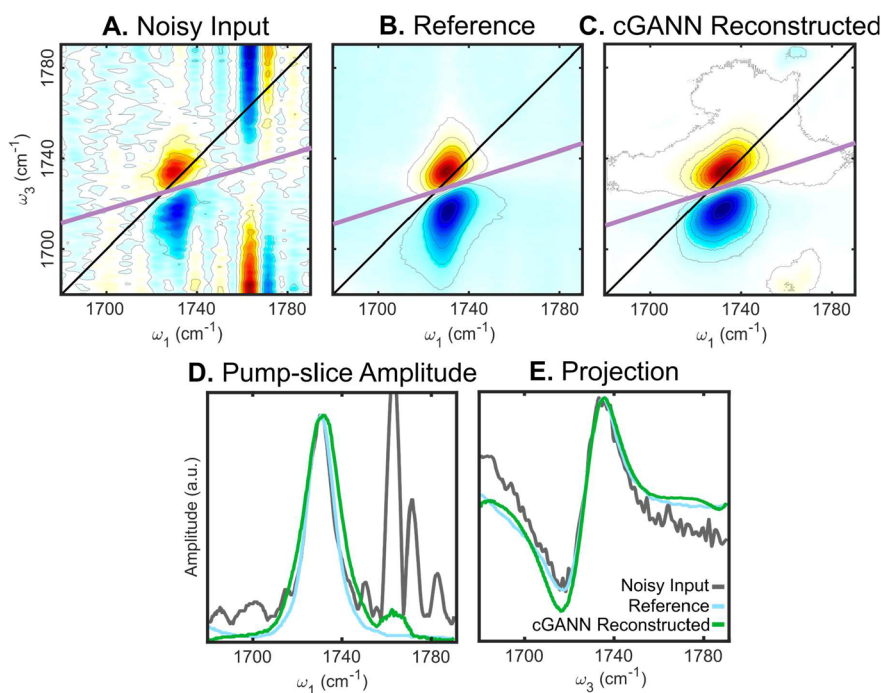 A. Noisy Input
B. Reference
C. cGANN Reconstructed
ω3 (cm⁻¹)
1780
1740
1700
1700 1740 1780
ω1 (cm⁻¹)
1700 1740 1780
ω1 (cm⁻¹)
1700 1740 1780
ω1 (cm⁻¹)
D. Pump-slice Amplitude
E. Projection
Amplitude (a.u.)
Noisy Input
Reference
cGANN Reconstructed
1700 1740 1780
ω1 (cm⁻¹)
1700 1740 1780
ω3 (cm⁻¹)